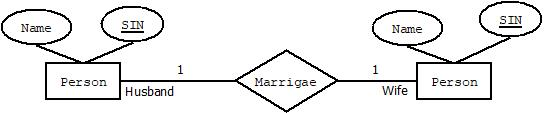 Name SIN Name SIN
1 1
Person Marrigae Person
Husband Wife